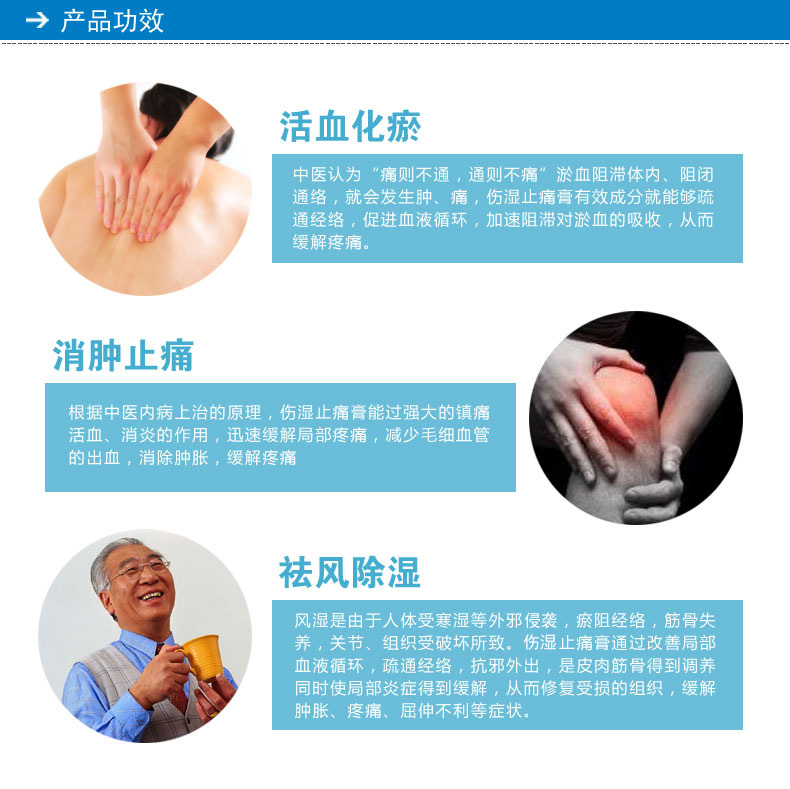 产品功效
活血化瘀
中医认为“痛则不通，通则不痛”淤血阻滞体内、阻闭
通络，就会发生肿、痛，伤湿止痛膏有效成分就能够疏
通经络，促进血液循环，加速阻滞对淤血的吸收，从而
缓解疼痛。
消肿止痛
根据中医内病上治的原理，伤湿止痛膏能过强大的镇痛
活血、消炎的作用，迅速缓解局部疼痛，减少毛细血管
的出血，消除肿胀，缓解疼痛
祛风除湿
风湿是由于人体受寒湿等外邪侵袭，瘀阻经络，筋骨失
养，关节、组织受破坏所致。伤湿止痛膏通过改善局部
血液循环，疏通经络，抗邪外出，是皮肉筋骨得到调养
同时使局部炎症得到缓解，从而修复受损的组织，缓解
肿胀、疼痛、屈伸不利等症状。